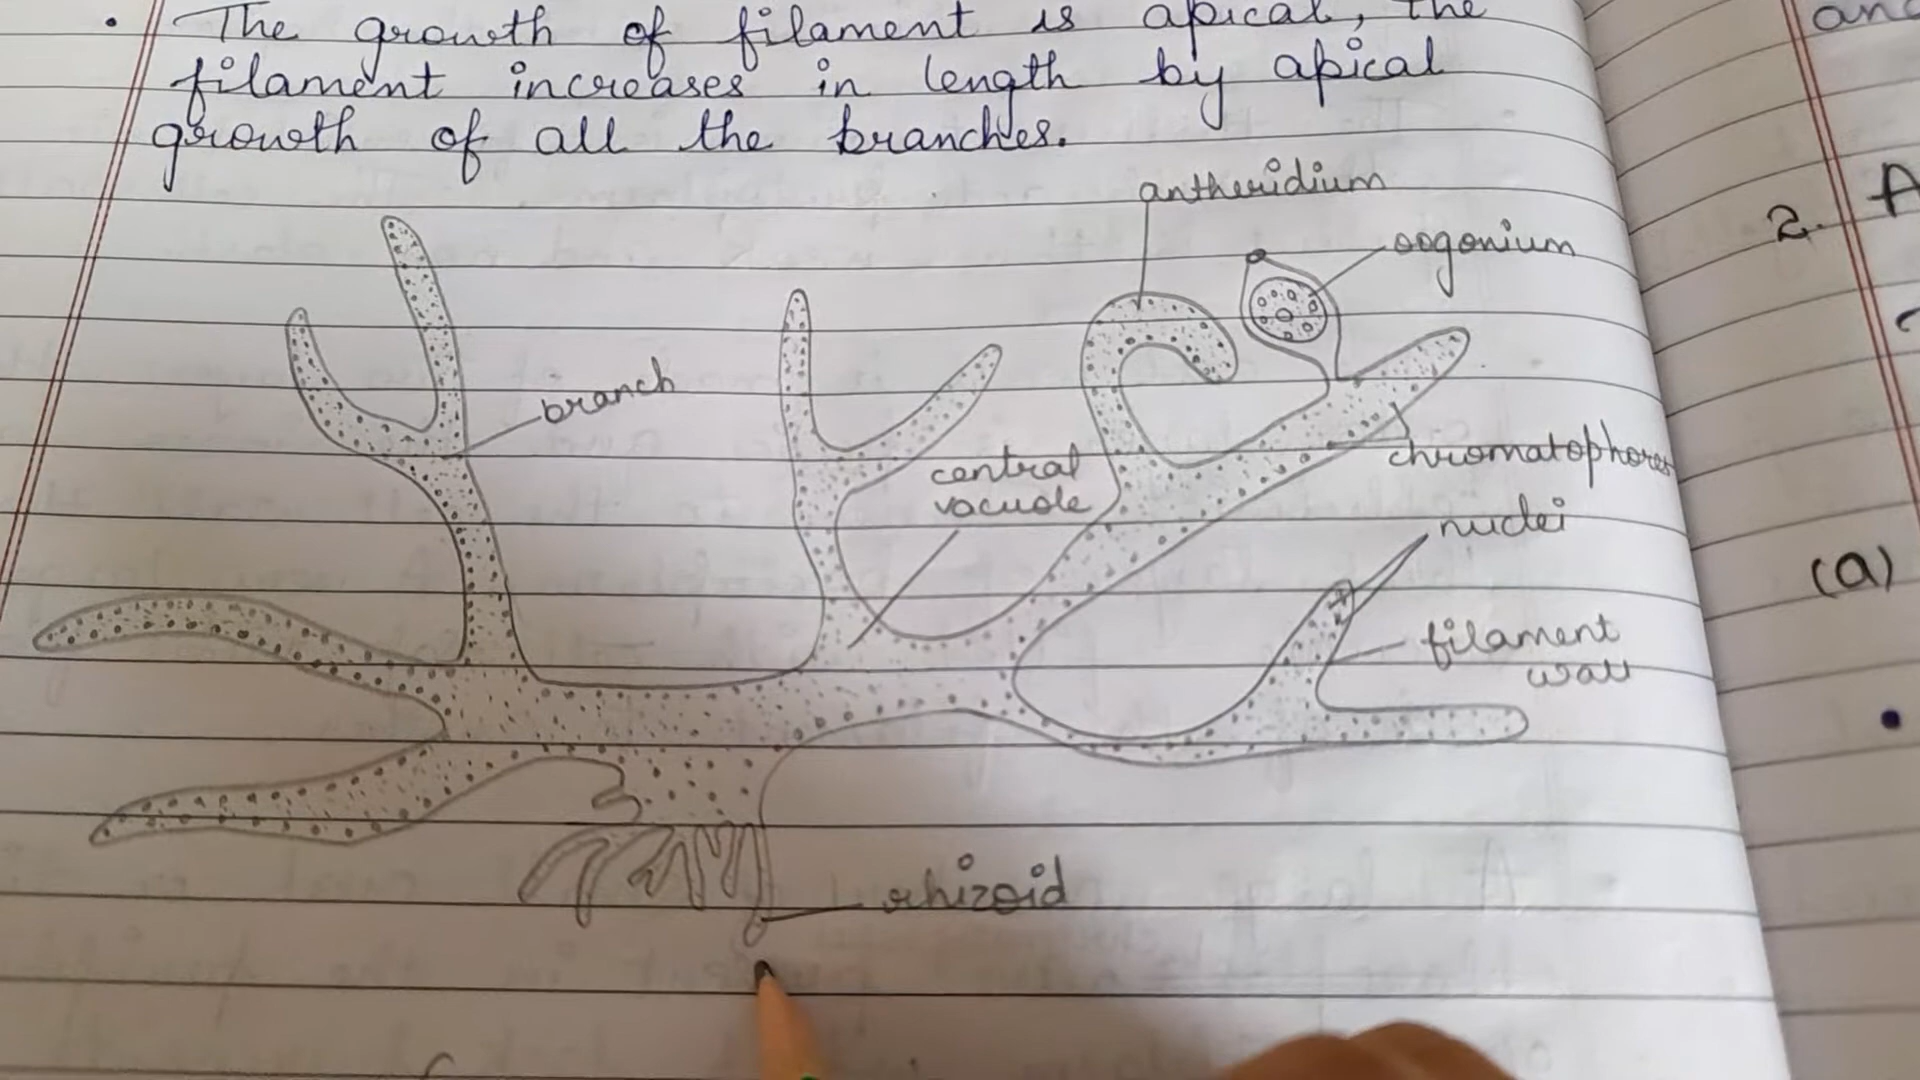 • The growth of filament is apical, the
filament increases in length by apical
growth of all the branches.
antheridium
oogonium
branch
central
vacuole
chromatophores
nuclei
filament
wall
rhizoid
and
2. A
(a)